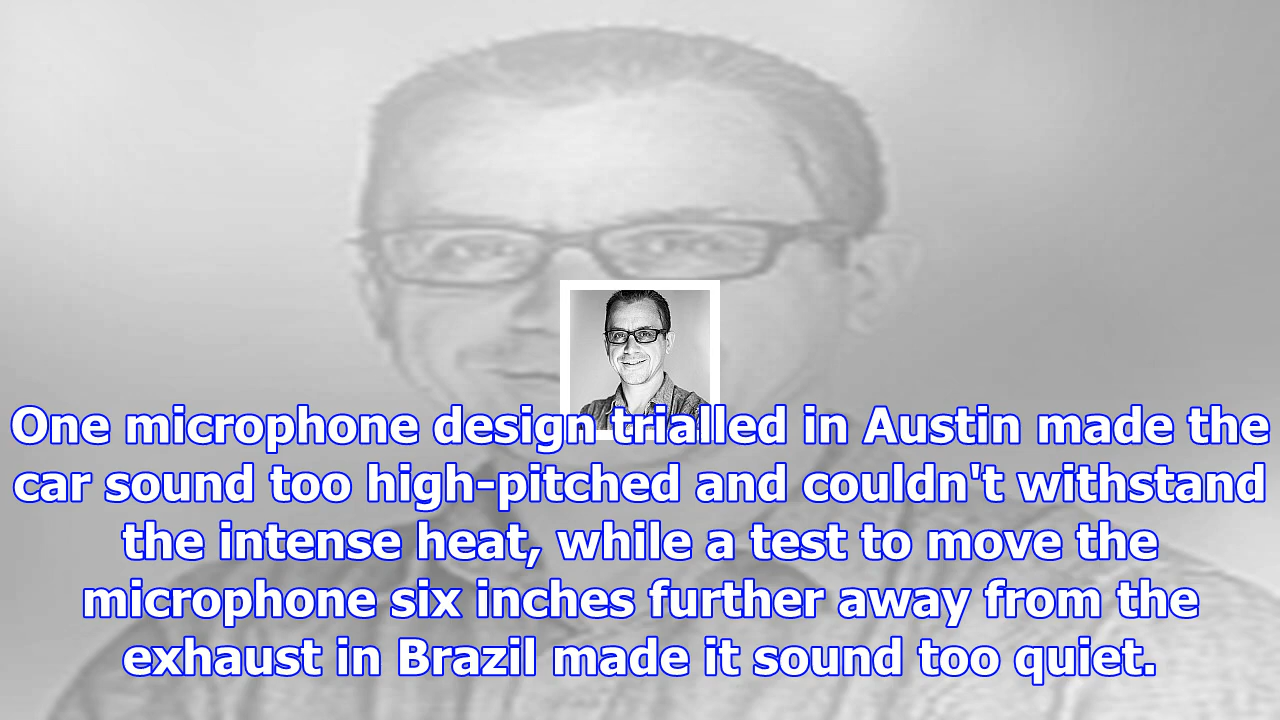 One microphone design trialled in Austin made the
car sound too high-pitched and couldn't withstand
the intense heat, while a test to move the
microphone six inches further away from the
exhaust in Brazil made it sound too quiet.